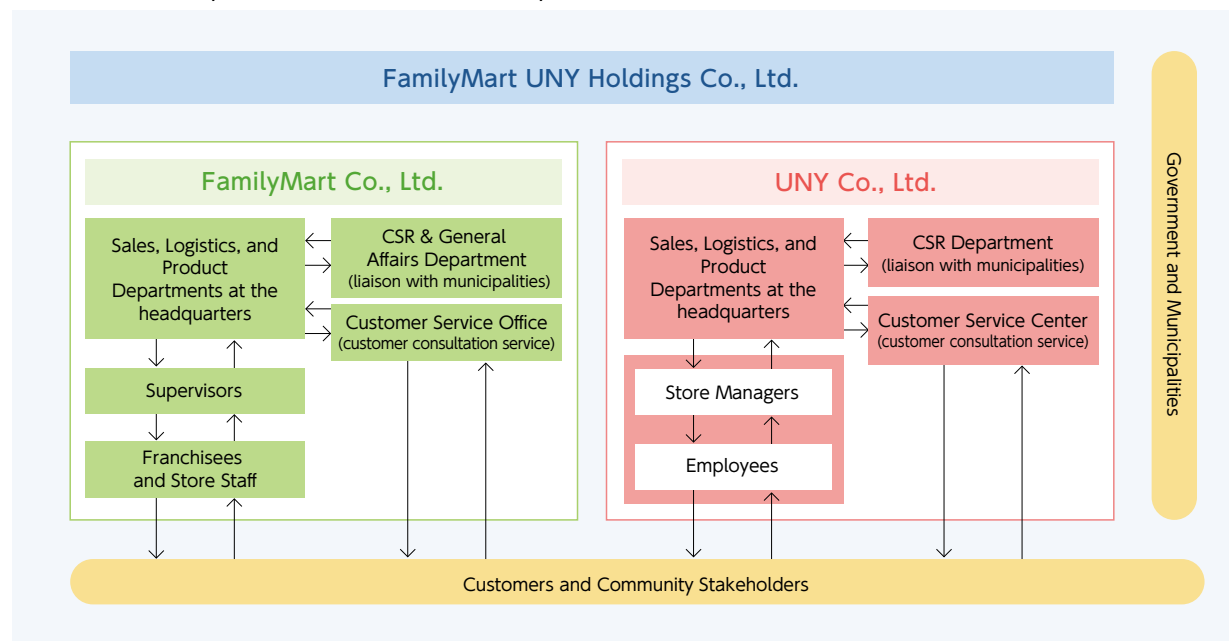 FamilyMart UNY Holdings Co., Ltd.
FamilyMart Co., Ltd.
Sales, Logistics, and
Product
Departments at the
headquarters
CSR & General
Affairs Department
(liaison with municipalities)
Customer Service Office
(customer consultation service)
Supervisors
Franchisees
and Store Staff
UNY Co., Ltd.
Sales, Logistics, and
Product
Departments at the
headquarters
CSR Department
(liaison with municipalities)
Customer Service Center
(customer consultation service)
Store Managers
Employees
Government and Municipalities
Customers and Community Stakeholders